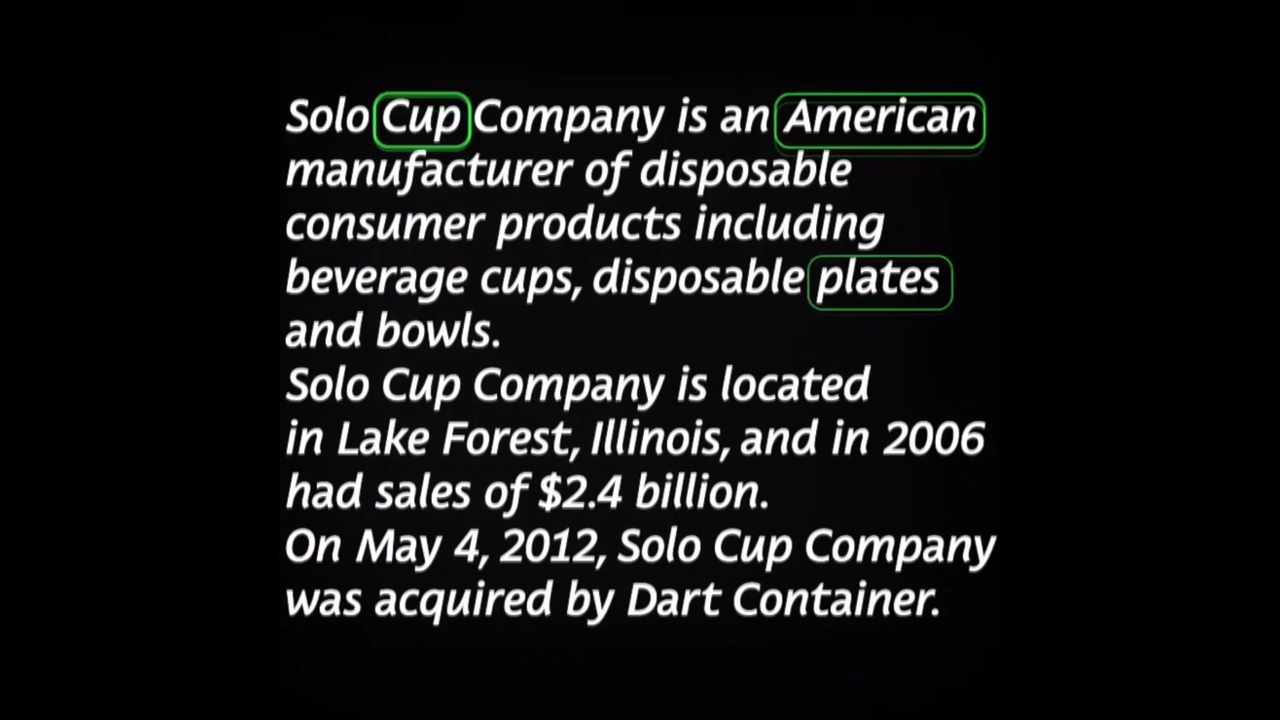 Solo Cup Company is an American
manufacturer of disposable
consumer products including
beverage cups, disposable plates
and bowls.
Solo Cup Company is located
in Lake Forest, Illinois, and in 2006
had sales of $2.4 billion.
On May 4, 2012, Solo Cup Company
was acquired by Dart Container.